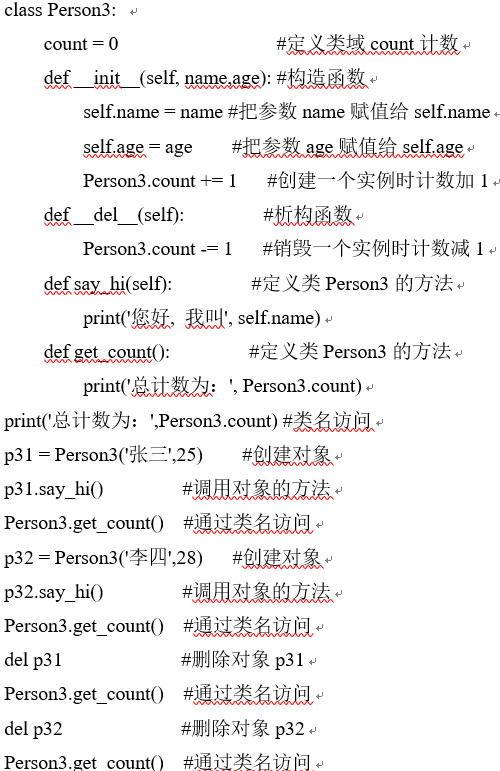 class Person3:
count = 0 #定义类域 count 计数
def __init__(self, name,age): #构造函数
self.name = name #把参数 name 赋值给 self.name
self.age = age #把参数 age 赋值给 self.age
Person3.count += 1 #创建一个实例时计数加 1
def __del__(self): #析构函数
Person3.count -= 1 #销毁一个实例时计数减 1
def say_hi(self): #定义类 Person3 的方法
print('您好, 我叫', self.name)
def get_count(): #定义类 Person3 的方法
print('总计数为：', Person3.count)
print('总计数为：',Person3.count) #类名访问
p31 = Person3('张三',25) #创建对象
p31.say_hi() #调用对象的方法
Person3.get_count() #通过类名访问
p32 = Person3('李四',28) #创建对象
p32.say_hi() #调用对象的方法
Person3.get_count() #通过类名访问
del p31 #删除对象 p31
Person3.get_count() #通过类名访问
del p32 #删除对象 p32
Person3.get_count() #通过类名访问